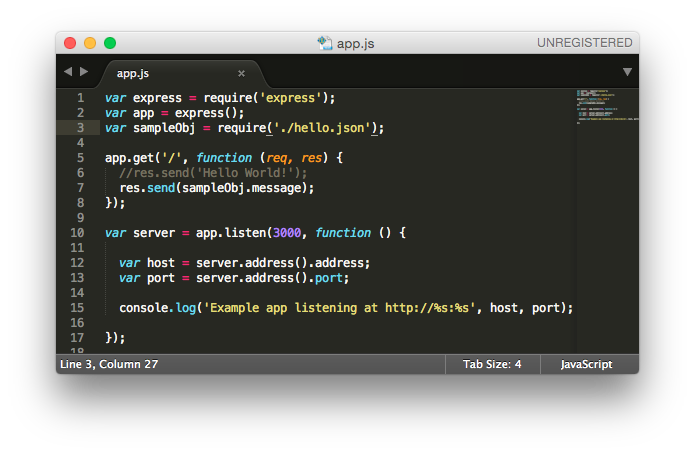 app.js
UNREGISTERED
app.js ×
1 var express = require('express');
2 var app = express();
3 var sampleObj = require('./hello.json');
4
5 app.get('/', function (req, res) {
6   //res.send('Hello World!');
7   res.send(sampleObj.message);
8 });
9
10 var server = app.listen(3000, function () {
11
12   var host = server.address().address;
13   var port = server.address().port;
14
15   console.log('Example app listening at http://%s:%s', host, port);
16
17 });
18
Line 3, Column 27
Tab Size: 4
JavaScript